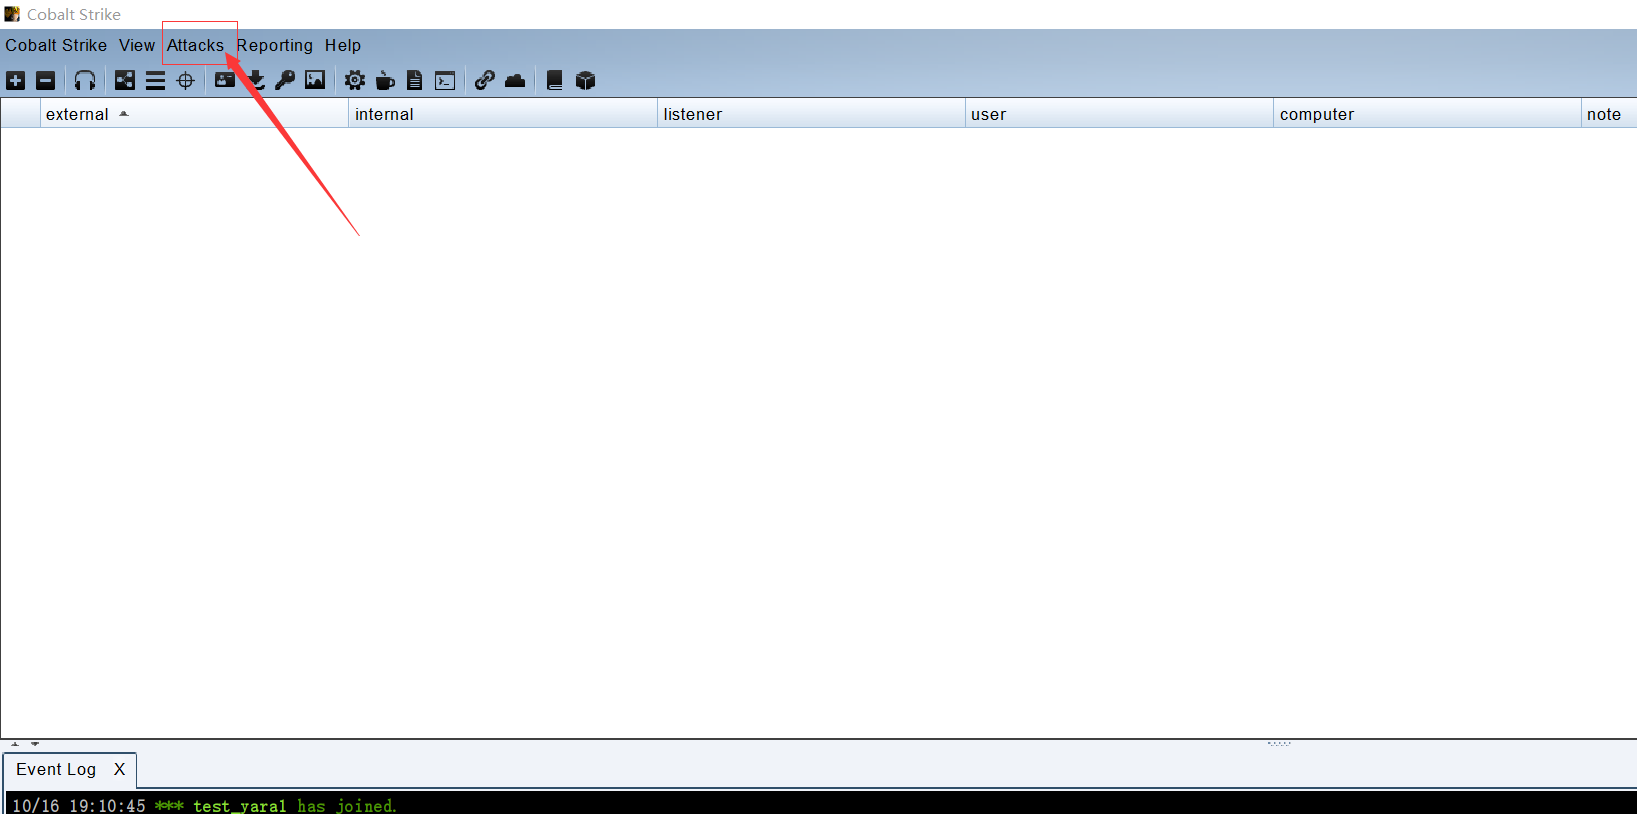 Cobalt Strike
Cobalt Strike View Attacks Reporting Help
external internal listener user computer note
Event Log X
10/16 19:10:45 *** test_yara1 has joined.